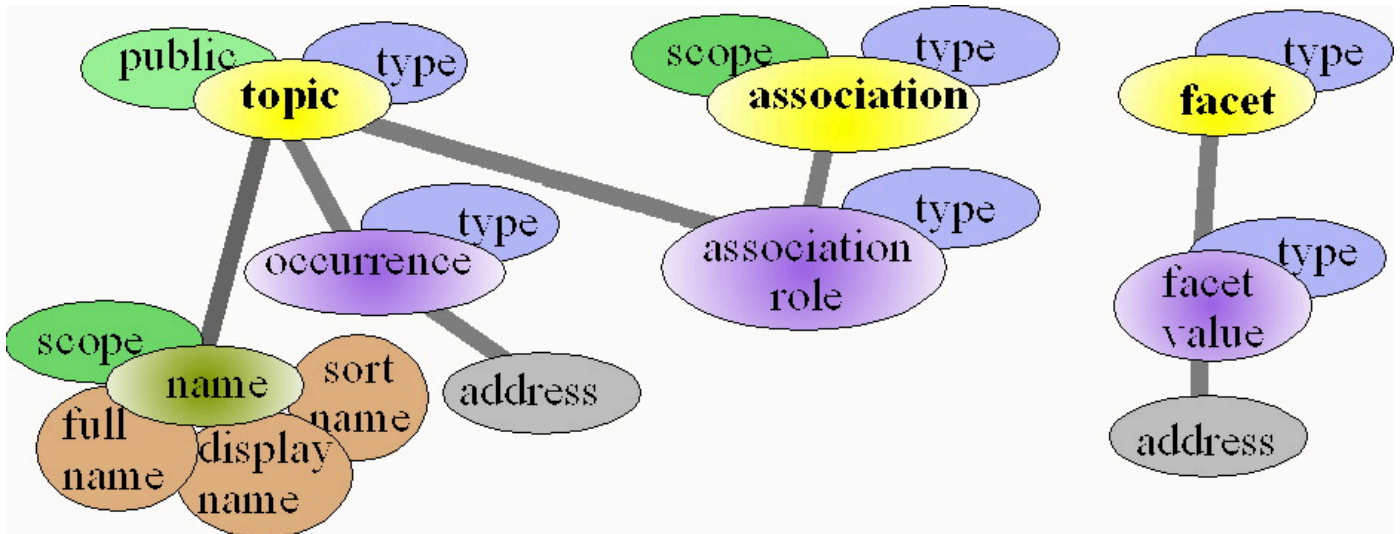 public
type
topic
scope
type
association
type
facet
type
occurrence
type
association
role
type
facet
value
scope
name
sort
name
full
name
display
name
address
address